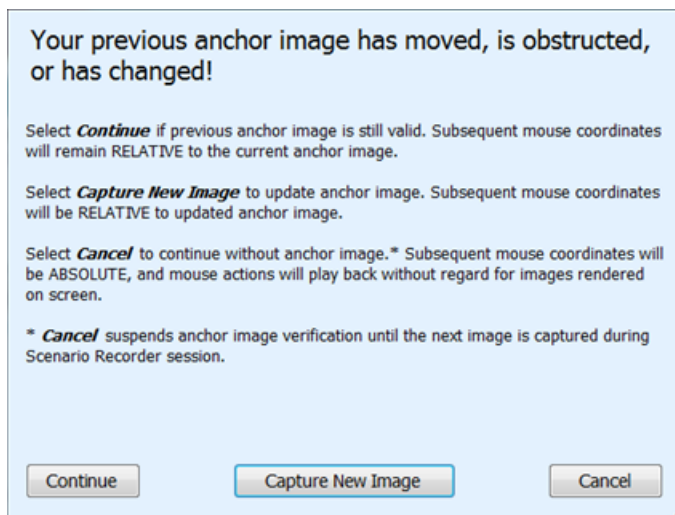 Your previous anchor image has moved, is obstructed,
or has changed!
Select Continue if previous anchor image is still valid. Subsequent mouse coordinates
will remain RELATIVE to the current anchor image.
Select Capture New Image to update anchor image. Subsequent mouse coordinates
will be RELATIVE to updated anchor image.
Select Cancel to continue without anchor image.* Subsequent mouse coordinates will
be ABSOLUTE, and mouse actions will play back without regard for images rendered
on screen.
* Cancel suspends anchor image verification until the next image is captured during
Scenario Recorder session.
Continue
Capture New Image
Cancel